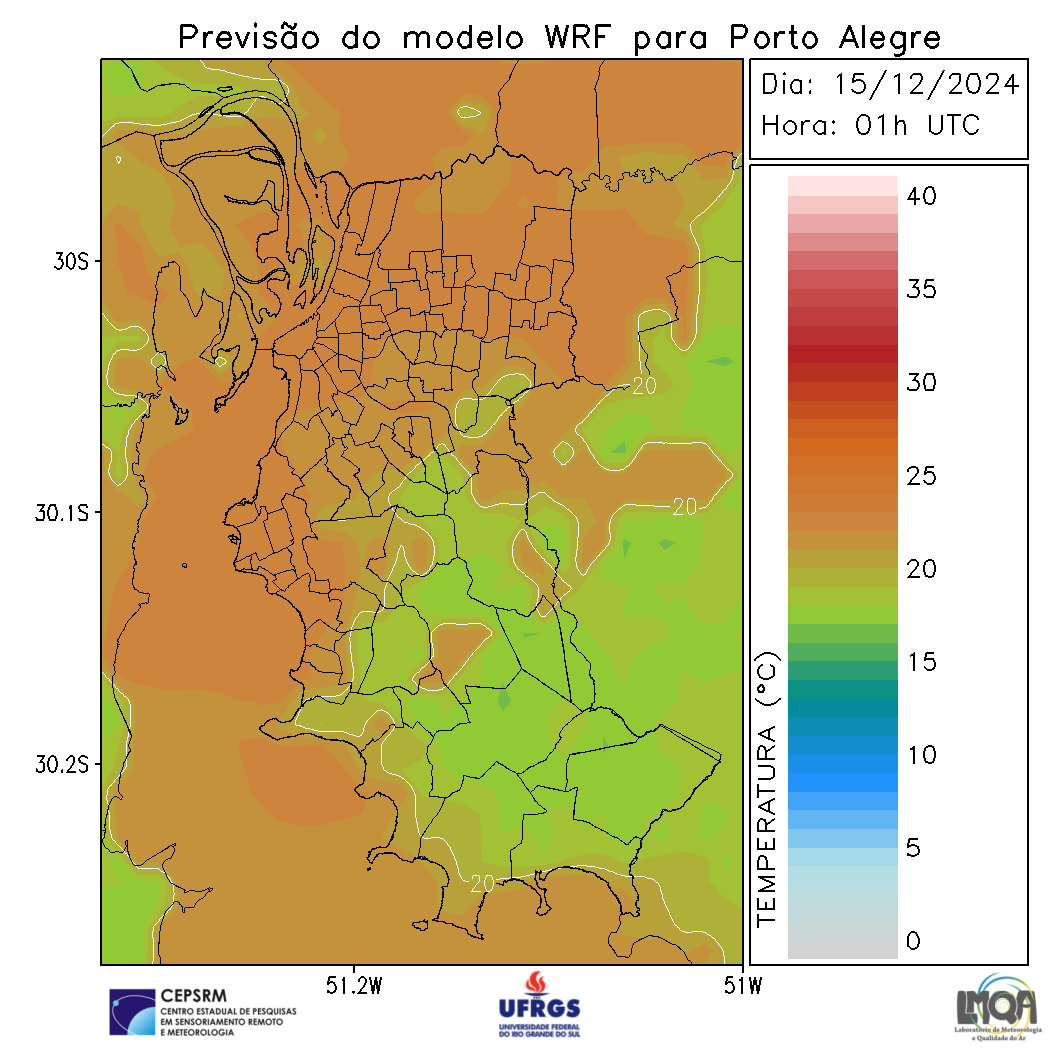 Previsão do modelo WRF para Porto Alegre
Dia: 15/12/2024
Hora: 01h UTC
30S
30.1S
30.2S
51.2W
51W
20
20
20
TEMPERATURA (°C)
40
35
30
25
20
15
10
5
0
CEPSRM
CENTRO ESTADUAL DE PESQUISAS
EM SENSORIAMENTO REMOTO
E METEOROLOGIA
UFRGS
UNIVERSIDADE FEDERAL
DO RIO GRANDE DO SUL
LMQA
Laboratório de Meteorologia
e Qualidade do Ar